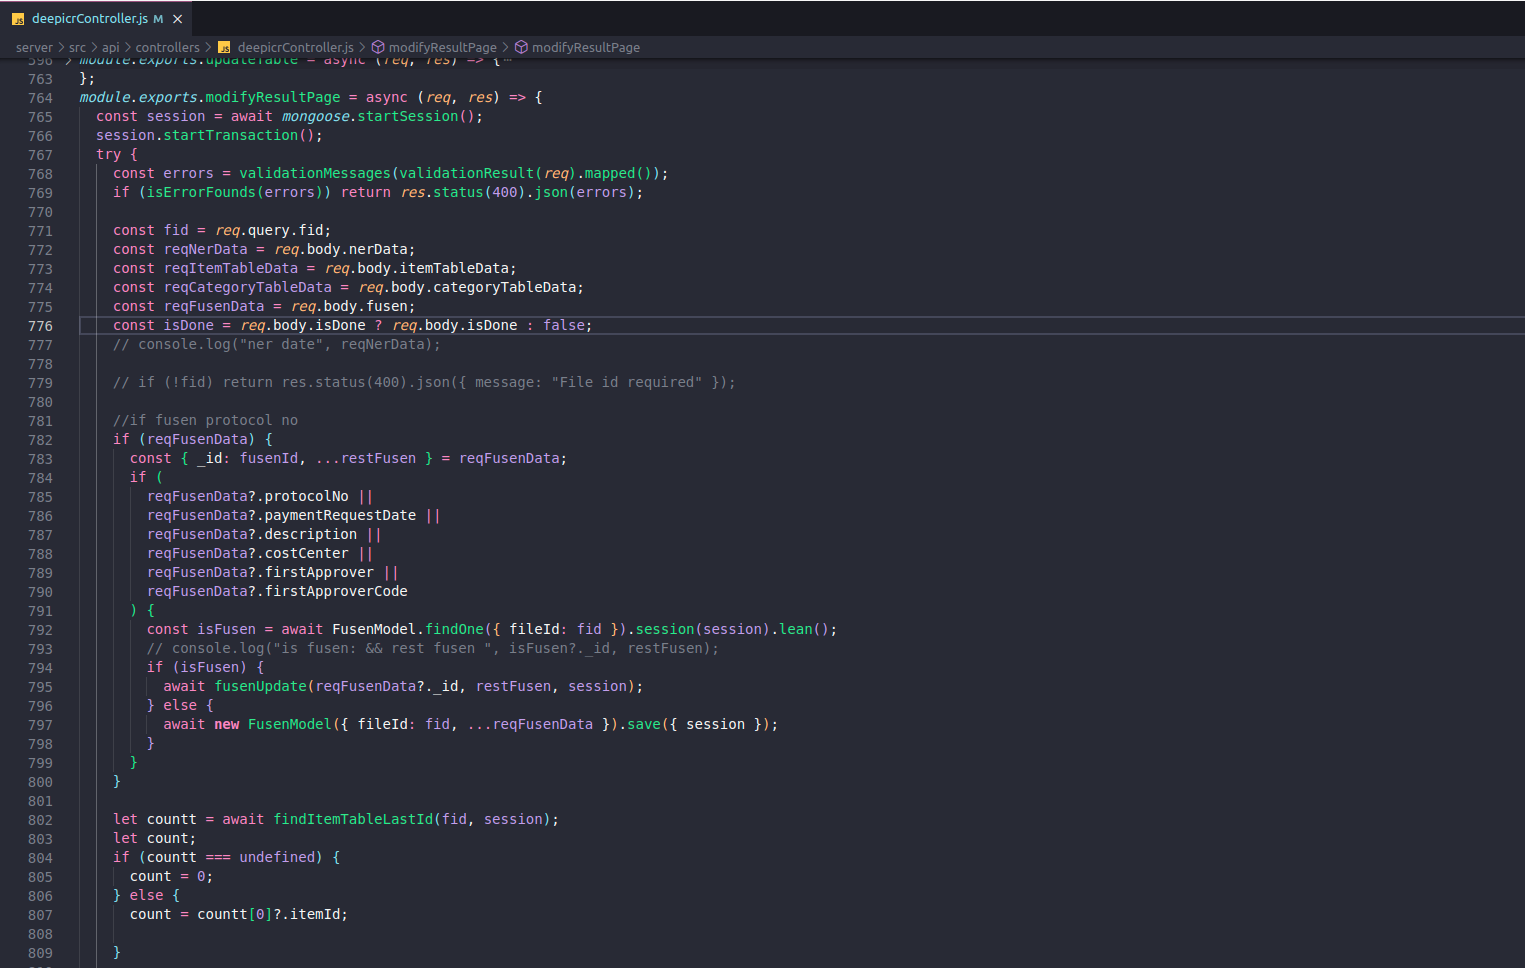 JS deepicrController.js M ×
server > src > api > controllers > JS deepicrController.js > modifyResultPage > modifyResultPage
596 > module.exports.updateTable = async (req, res) => { ⋯
763 };
764 module.exports.modifyResultPage = async (req, res) => {
765 const session = await mongoose.startSession();
766 session.startTransaction();
767 try {
768 const errors = validationMessages(validationResult(req).mapped());
769 if (isErrorFounds(errors)) return res.status(400).json(errors);
770
771 const fid = req.query.fid;
772 const reqNerData = req.body.nerData;
773 const reqItemTableData = req.body.itemTableData;
774 const reqCategoryTableData = req.body.categoryTableData;
775 const reqFusenData = req.body.fusen;
776 const isDone = req.body.isDone ? req.body.isDone : false;
777 // console.log("ner date", reqNerData);
778
779 // if (!fid) return res.status(400).json({ message: "File id required" });
780
781 //if fusen protocol no
782 if (reqFusenData) {
783 const { _id: fusenId, ...restFusen } = reqFusenData;
784 if (
785 reqFusenData?.protocolNo ||
786 reqFusenData?.paymentRequestDate ||
787 reqFusenData?.description ||
788 reqFusenData?.costCenter ||
789 reqFusenData?.firstApprover ||
790 reqFusenData?.firstApproverCode
791 ) {
792 const isFusen = await FusenModel.findOne({ fileId: fid }).session(session).lean();
793 // console.log("is fusen: && rest fusen ", isFusen?._id, restFusen);
794 if (isFusen) {
795 await fusenUpdate(reqFusenData?._id, restFusen, session);
796 } else {
797 await new FusenModel({ fileId: fid, ...reqFusenData }).save({ session });
798 }
799 }
800 }
801
802 let countt = await findItemTableLastId(fid, session);
803 let count;
804 if (countt === undefined) {
805 count = 0;
806 } else {
807 count = countt[0]?.itemId;
808
809 }